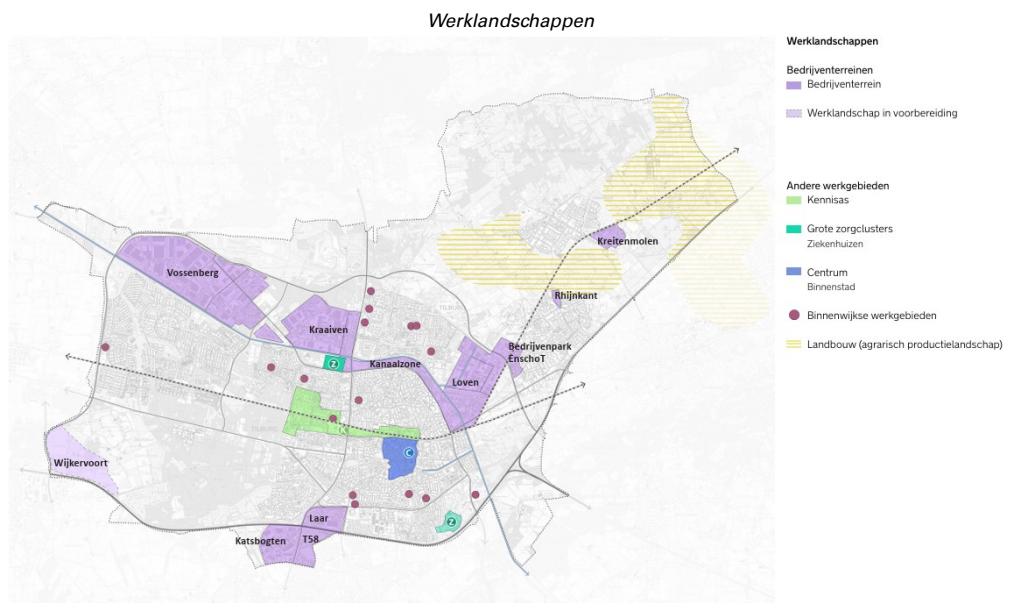 Werklandschappen
Werklandschappen
Bedrijventerreinen
Bedrijventerrein
Werklandschap in voorbereiding
Andere werkgebieden
Kennisas
Grote zorgclusters
Ziekenhuizen
Centrum
Binnenstad
Binnenwijkse werkgebieden
Landbouw (agrarisch productielandschap)
Kreitenmolen
Vossenberg
Rhijnkant
Kraaiven
Bedrijvenpark
EnschoT
Z
Kanaalzone
Loven
K
C
Wijkervoort
Laar
Z
Katsbogten
T58